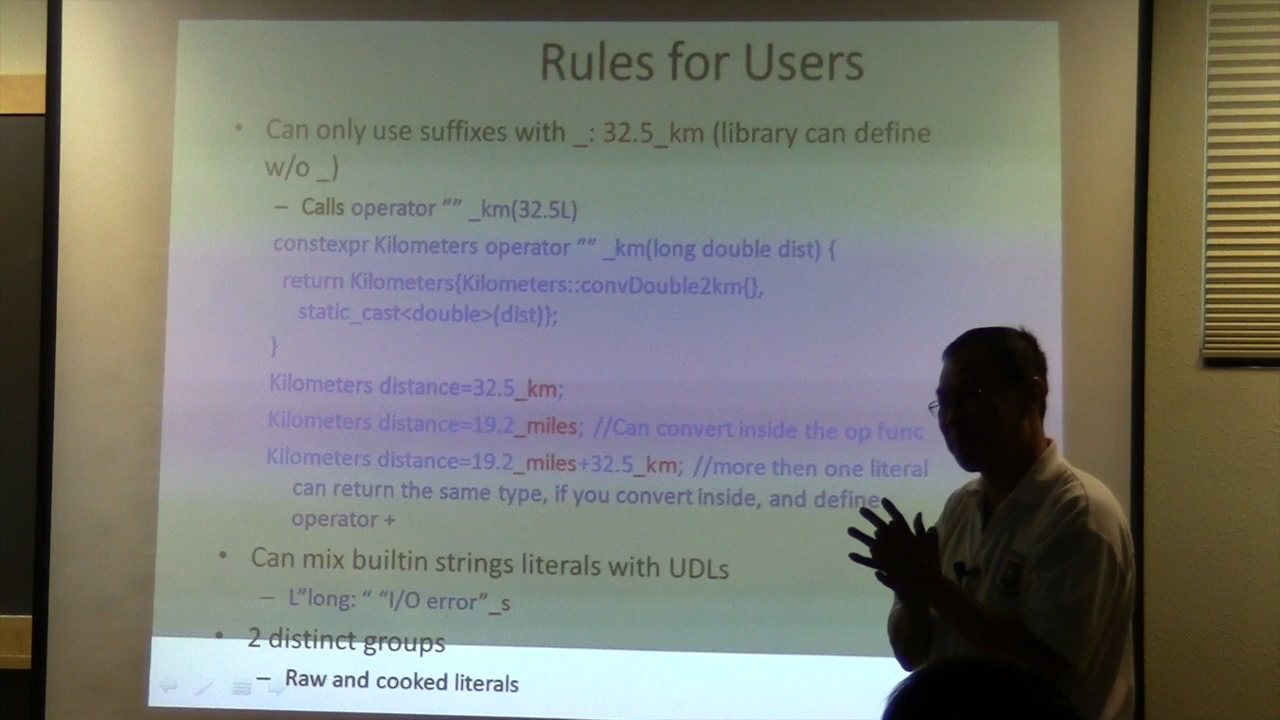 Rules for Users
• Can only use suffixes with _: 32.5_km (library can define
w/o _)
– Calls operator ”” _km(32.5L)
constexpr Kilometers operator ”” _km(long double dist) {
return Kilometers{Kilometers::convDouble2km{},
static_cast<double>(dist)};
}
Kilometers distance=32.5_km;
Kilometers distance=19.2_miles; //Can convert inside the op func
Kilometers distance=19.2_miles+32.5_km; //more then one literal
can return the same type, if you convert inside, and define
operator +
• Can mix builtin strings literals with UDLs
– L”long: “ “I/O error”_s
• 2 distinct groups
– Raw and cooked literals